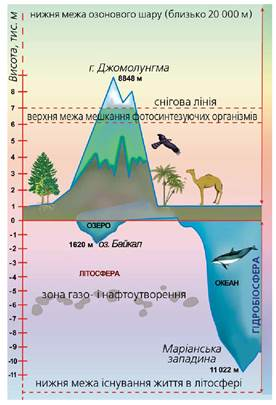 нижня межа озонового шару (близько 20 000 м)
Висота, тис. м
г. Джомолунгма
8848 м
снігова лінія
верхня межа мешкання фотосинтезуючих організмів
9
8
7
6
5
4
3
2
1
0
-1
-2
-3
-4
-5
-6
-7
-8
-9
-10
-11
ОЗЕРО
1620 м оз. Байкал
ЛІТОСФЕРА
зона газо- і нафтоутворення
ОКЕАН
ГІДРОБІОСФЕРА
Маріанська
западина
11 022 м
нижня межа існування життя в літосфері